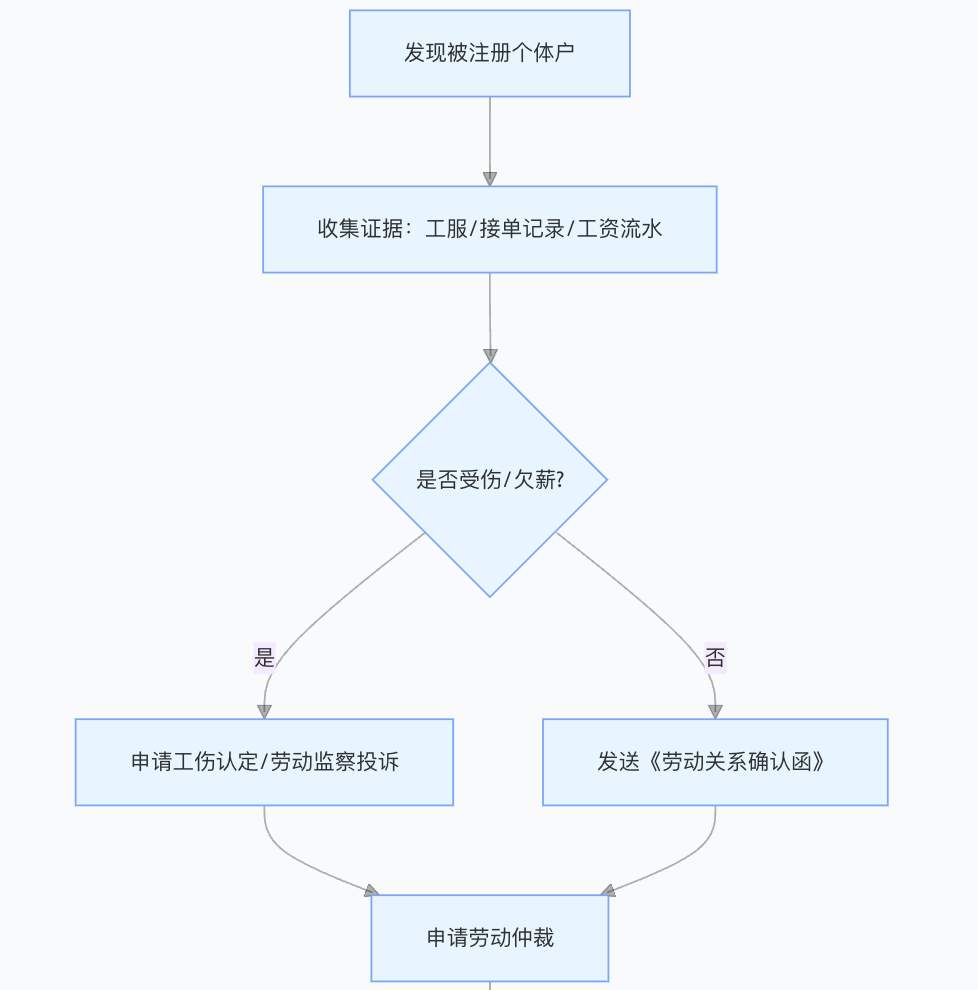 发现被注册个体户
收集证据：工服/接单记录/工资流水
是否受伤/欠薪?
是
否
申请工伤认定/劳动监察投诉
发送《劳动关系确认函》
申请劳动仲裁